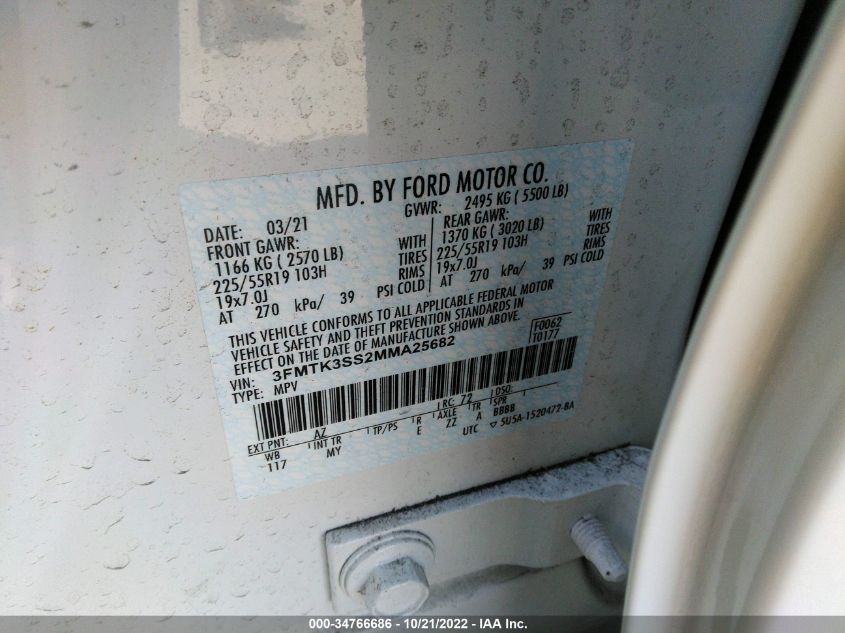 MFD. BY FORD MOTOR CO.
DATE: 03/21 GVWR: 2495 KG ( 5500 LB)
FRONT GAWR: REAR GAWR:
1166 KG ( 2570 LB) WITH 1370 KG ( 3020 LB) WITH
225/55R19 103H TIRES 225/55R19 103H TIRES
19x7.0J RIMS 19x7.0J RIMS
AT 270 kPa/ 39 PSI COLD AT 270 kPa/ 39 PSI COLD
THIS VEHICLE CONFORMS TO ALL APPLICABLE FEDERAL MOTOR
VEHICLE SAFETY AND THEFT PREVENTION STANDARDS IN
EFFECT ON THE DATE OF MANUFACTURE SHOWN ABOVE.
VIN: 3FMTK3SS2MMA25682 F0062
TYPE: MPV T0177
EXT PNT: AZ RC: 72 DSO:
WB INT TR TP/PS R AXLE TR SPR
117 MY E ZZ A BBBB
UTC ▽ SU5A-1520472-BA
000-34766686 - 10/21/2022 - IAA Inc.